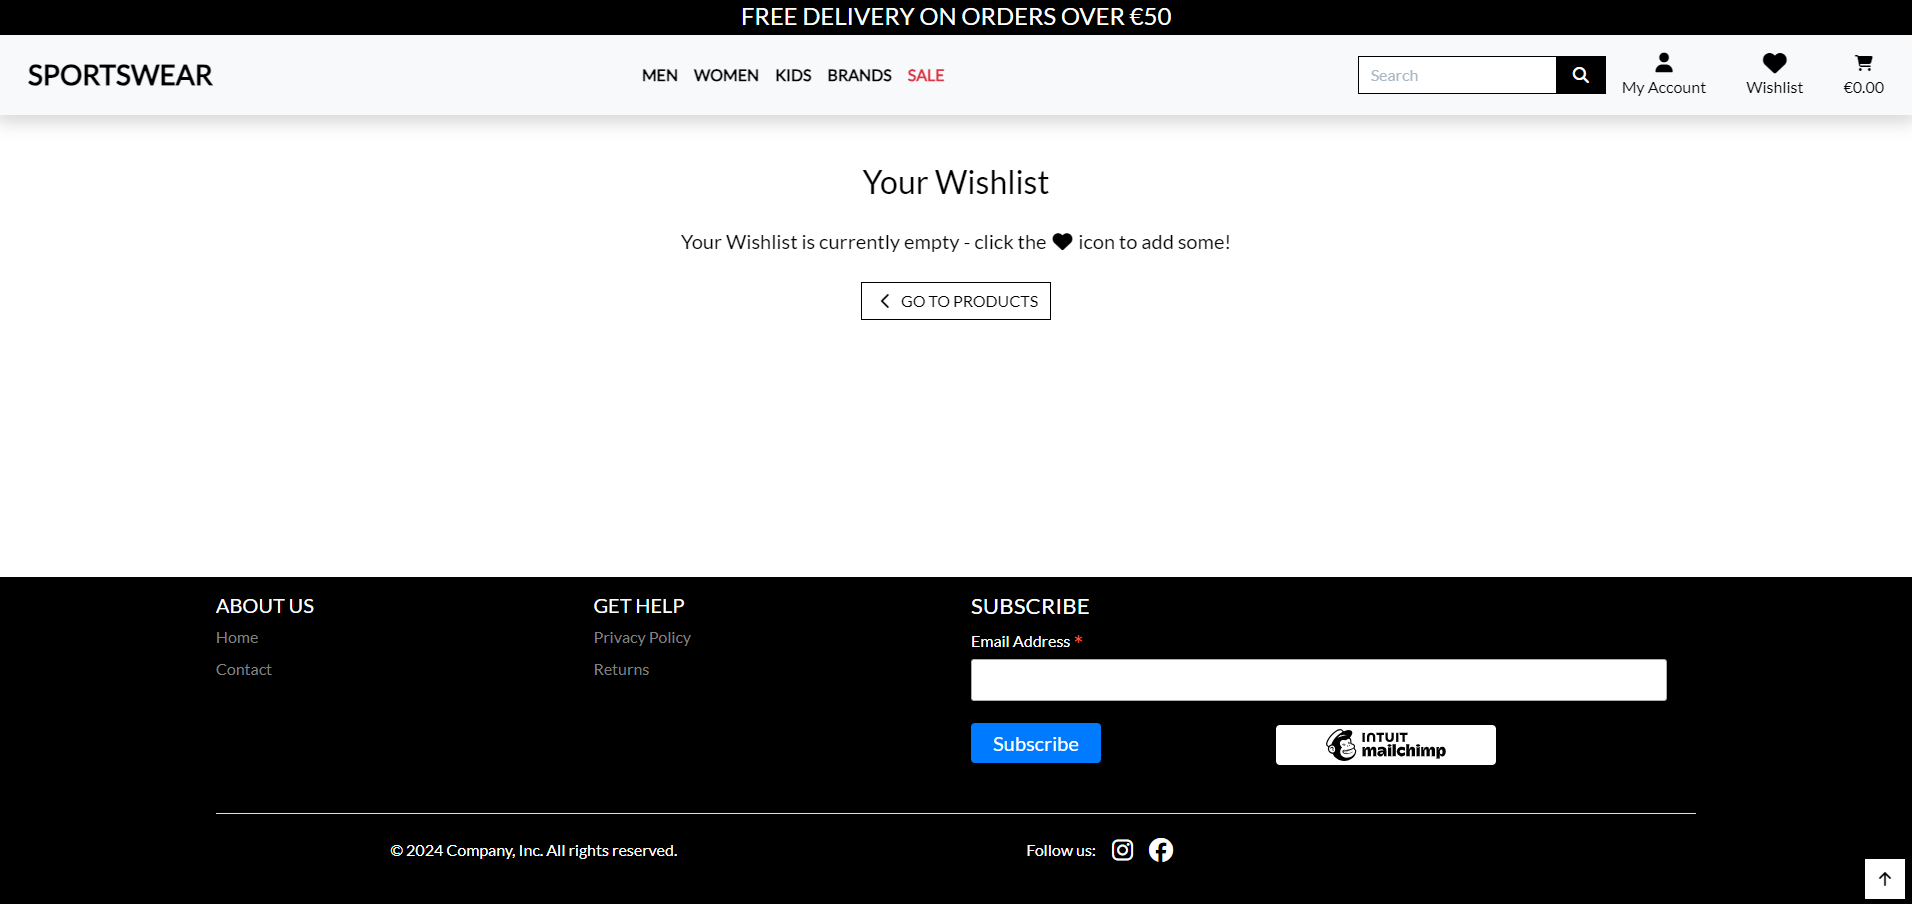 FREE DELIVERY ON ORDERS OVER €50
SPORTSWEAR
MEN WOMEN KIDS BRANDS SALE
Search
My Account
Wishlist
€0.00
Your Wishlist
Your Wishlist is currently empty - click the icon to add some!
GO TO PRODUCTS
ABOUT US
Home
Contact
GET HELP
Privacy Policy
Returns
SUBSCRIBE
Email Address *
Subscribe
INTUIT
mailchimp
© 2024 Company, Inc. All rights reserved.
Follow us: